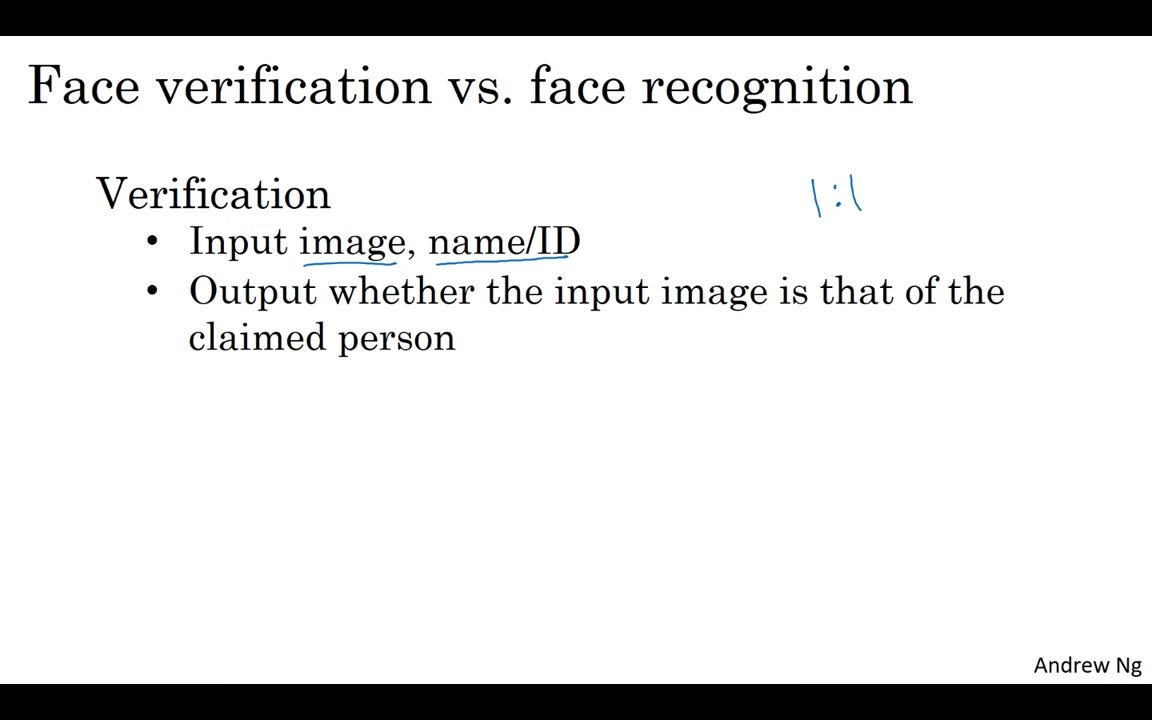 Face verification vs. face recognition
Verification
1:1
• Input image, name/ID
• Output whether the input image is that of the
claimed person
Andrew Ng